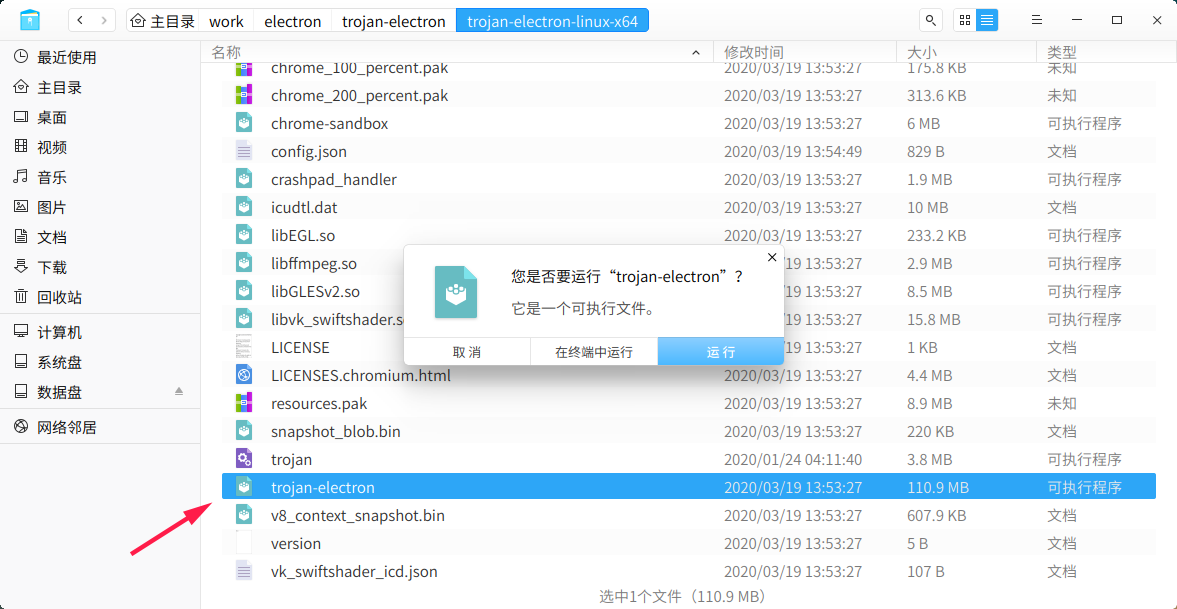 主目录 work electron trojan-electron trojan-electron-linux-x64
最近使用
主目录
桌面
视频
音乐
图片
文档
下载
回收站
计算机
系统盘
数据盘
网络邻居
名称 修改时间 大小 类型
chrome_100_percent.pak 2020/03/19 13:53:27 175.8 KB 未知
chrome_200_percent.pak 2020/03/19 13:53:27 313.6 KB 未知
chrome-sandbox 2020/03/19 13:53:27 6 MB 可执行程序
config.json 2020/03/19 13:54:49 829 B 文档
crashpad_handler 2020/03/19 13:53:27 1.9 MB 可执行程序
icudtl.dat 2020/03/19 13:53:27 10 MB 文档
libEGL.so 2020/03/19 13:53:27 233.2 KB 可执行程序
libffmpeg.so :53:27 2.9 MB 可执行程序
libGLESv2.so :53:27 8.5 MB 可执行程序
libvk_swiftshader.s :53:27 15.8 MB 可执行程序
LICENSE :53:27 1 KB 文档
LICENSES.chromium.html 2020/03/19 13:53:27 4.4 MB 文档
resources.pak 2020/03/19 13:53:27 8.9 MB 未知
snapshot_blob.bin 2020/03/19 13:53:27 220 KB 文档
trojan 2020/01/24 04:11:40 3.8 MB 可执行程序
trojan-electron 2020/03/19 13:53:27 110.9 MB 可执行程序
v8_context_snapshot.bin 2020/03/19 13:53:27 607.9 KB 文档
version 2020/03/19 13:53:27 5 B 文档
vk_swiftshader_icd.json 2020/03/19 13:53:27 107 B 文档
您是否要运行“trojan-electron”？
它是一个可执行文件。
取 消 在终端中运行 运 行
选中1个文件（110.9 MB）